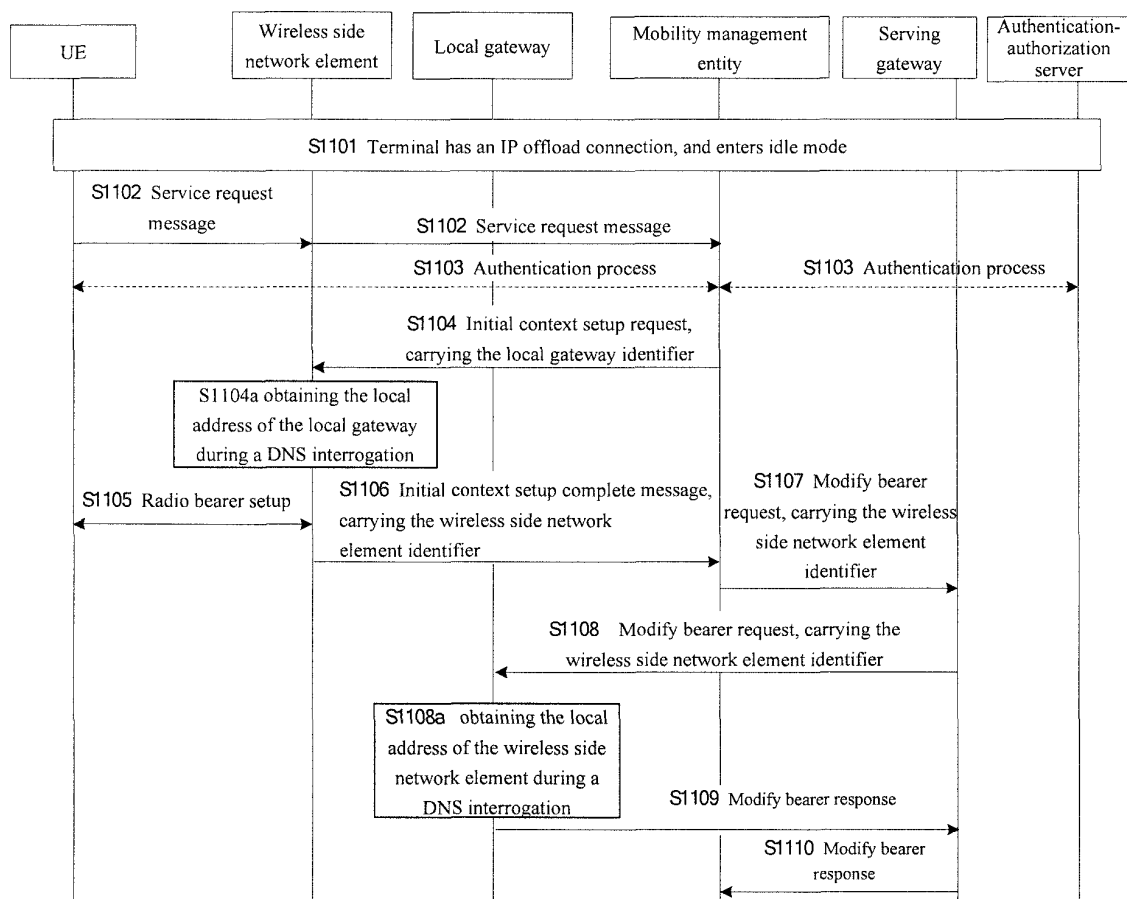 UE
Wireless side
network element
Local gateway
Mobility management
entity
Serving
gateway
Authentication-
authorization
server
S1101 Terminal has an IP offload connection, and enters idle mode
S1102 Service request
message
S1102 Service request message
S1103 Authentication process
S1103 Authentication process
S1104 Initial context setup request,
carrying the local gateway identifier
S1104a obtaining the local
address of the local gateway
during a DNS interrogation
S1105 Radio bearer setup
S1106 Initial context setup complete message,
carrying the wireless side network
element identifier
S1107 Modify bearer
request, carrying the wireless
side network element
identifier
S1108 Modify bearer request, carrying the
wireless side network element identifier
S1108a obtaining the local
address of the wireless side
network element during a
DNS interrogation
S1109 Modify bearer response
S1110 Modify bearer
response